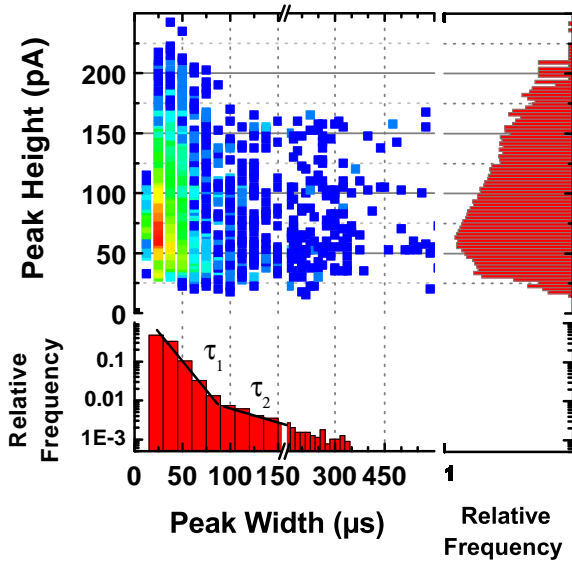 Peak Height (pA)
200
150
100
50
0
Relative
Frequency
1
0.1
0.01
1E-3
τ1
τ2
0 50 100 150 300 450
Peak Width (µs)
1
Relative
Frequency